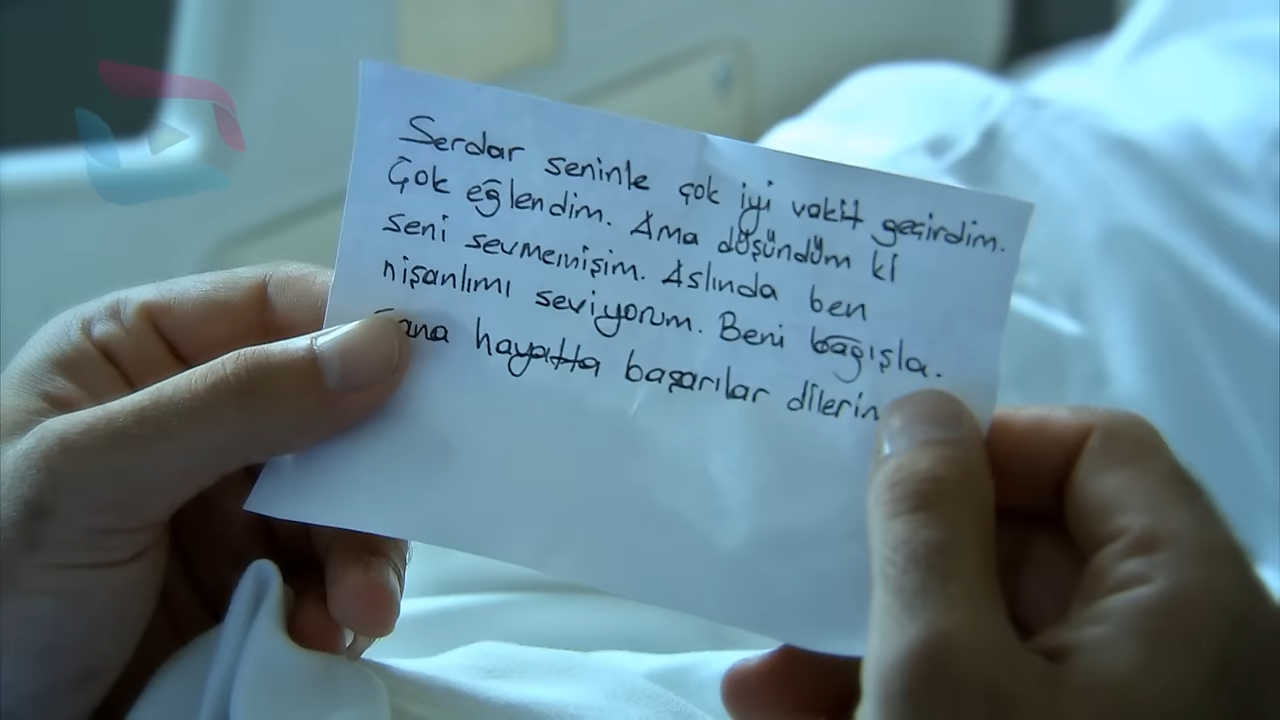 Serdar seninle çok iyi vakit geçirdim.
Çok eğlendim. Ama düşündüm ki
seni sevmemişim. Aslında ben
nişanlımı seviyorum. Beni bağışla.
hayatta başarılar